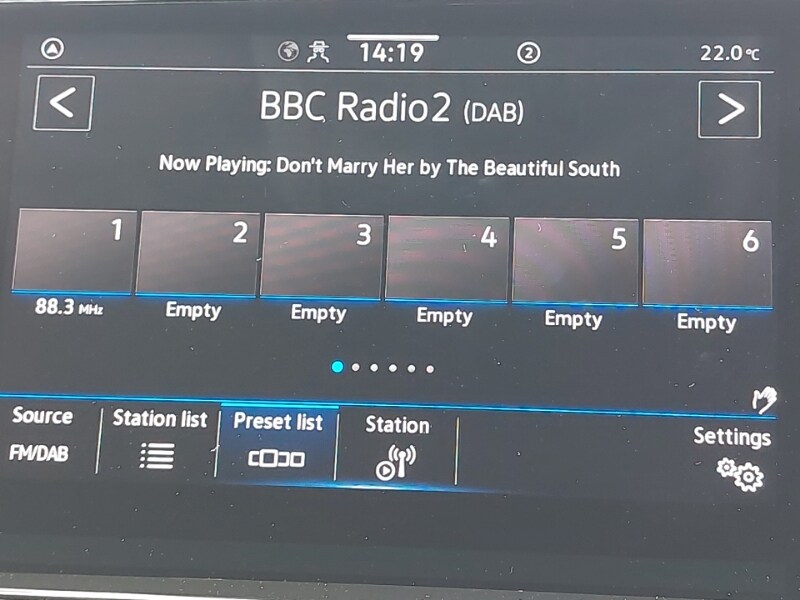 14:19 2 22.0°C
< BBC Radio2 (DAB) >
Now Playing: Don't Marry Her by The Beautiful South
1 2 3 4 5 6
88.3 MHz Empty Empty Empty Empty Empty
Source Station list Preset list Station Settings
FM/DAB